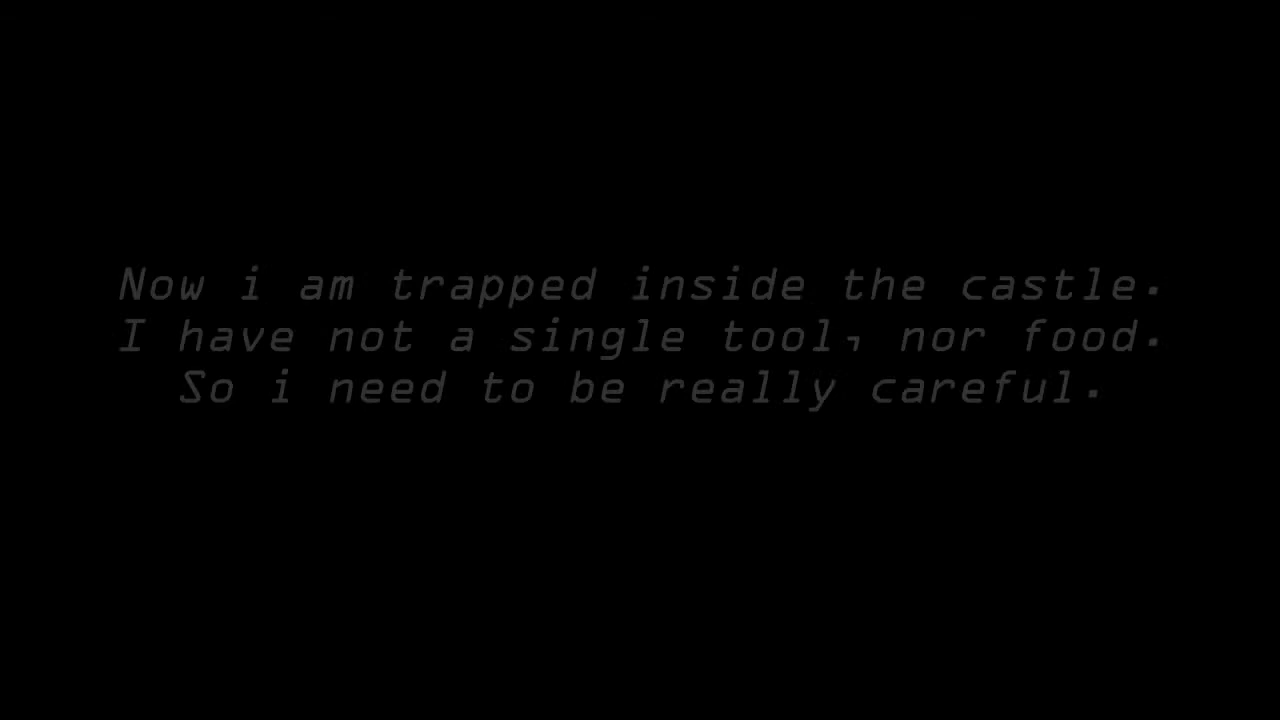 Now i am trapped inside the castle.
I have not a single tool, nor food.
So i need to be really careful.